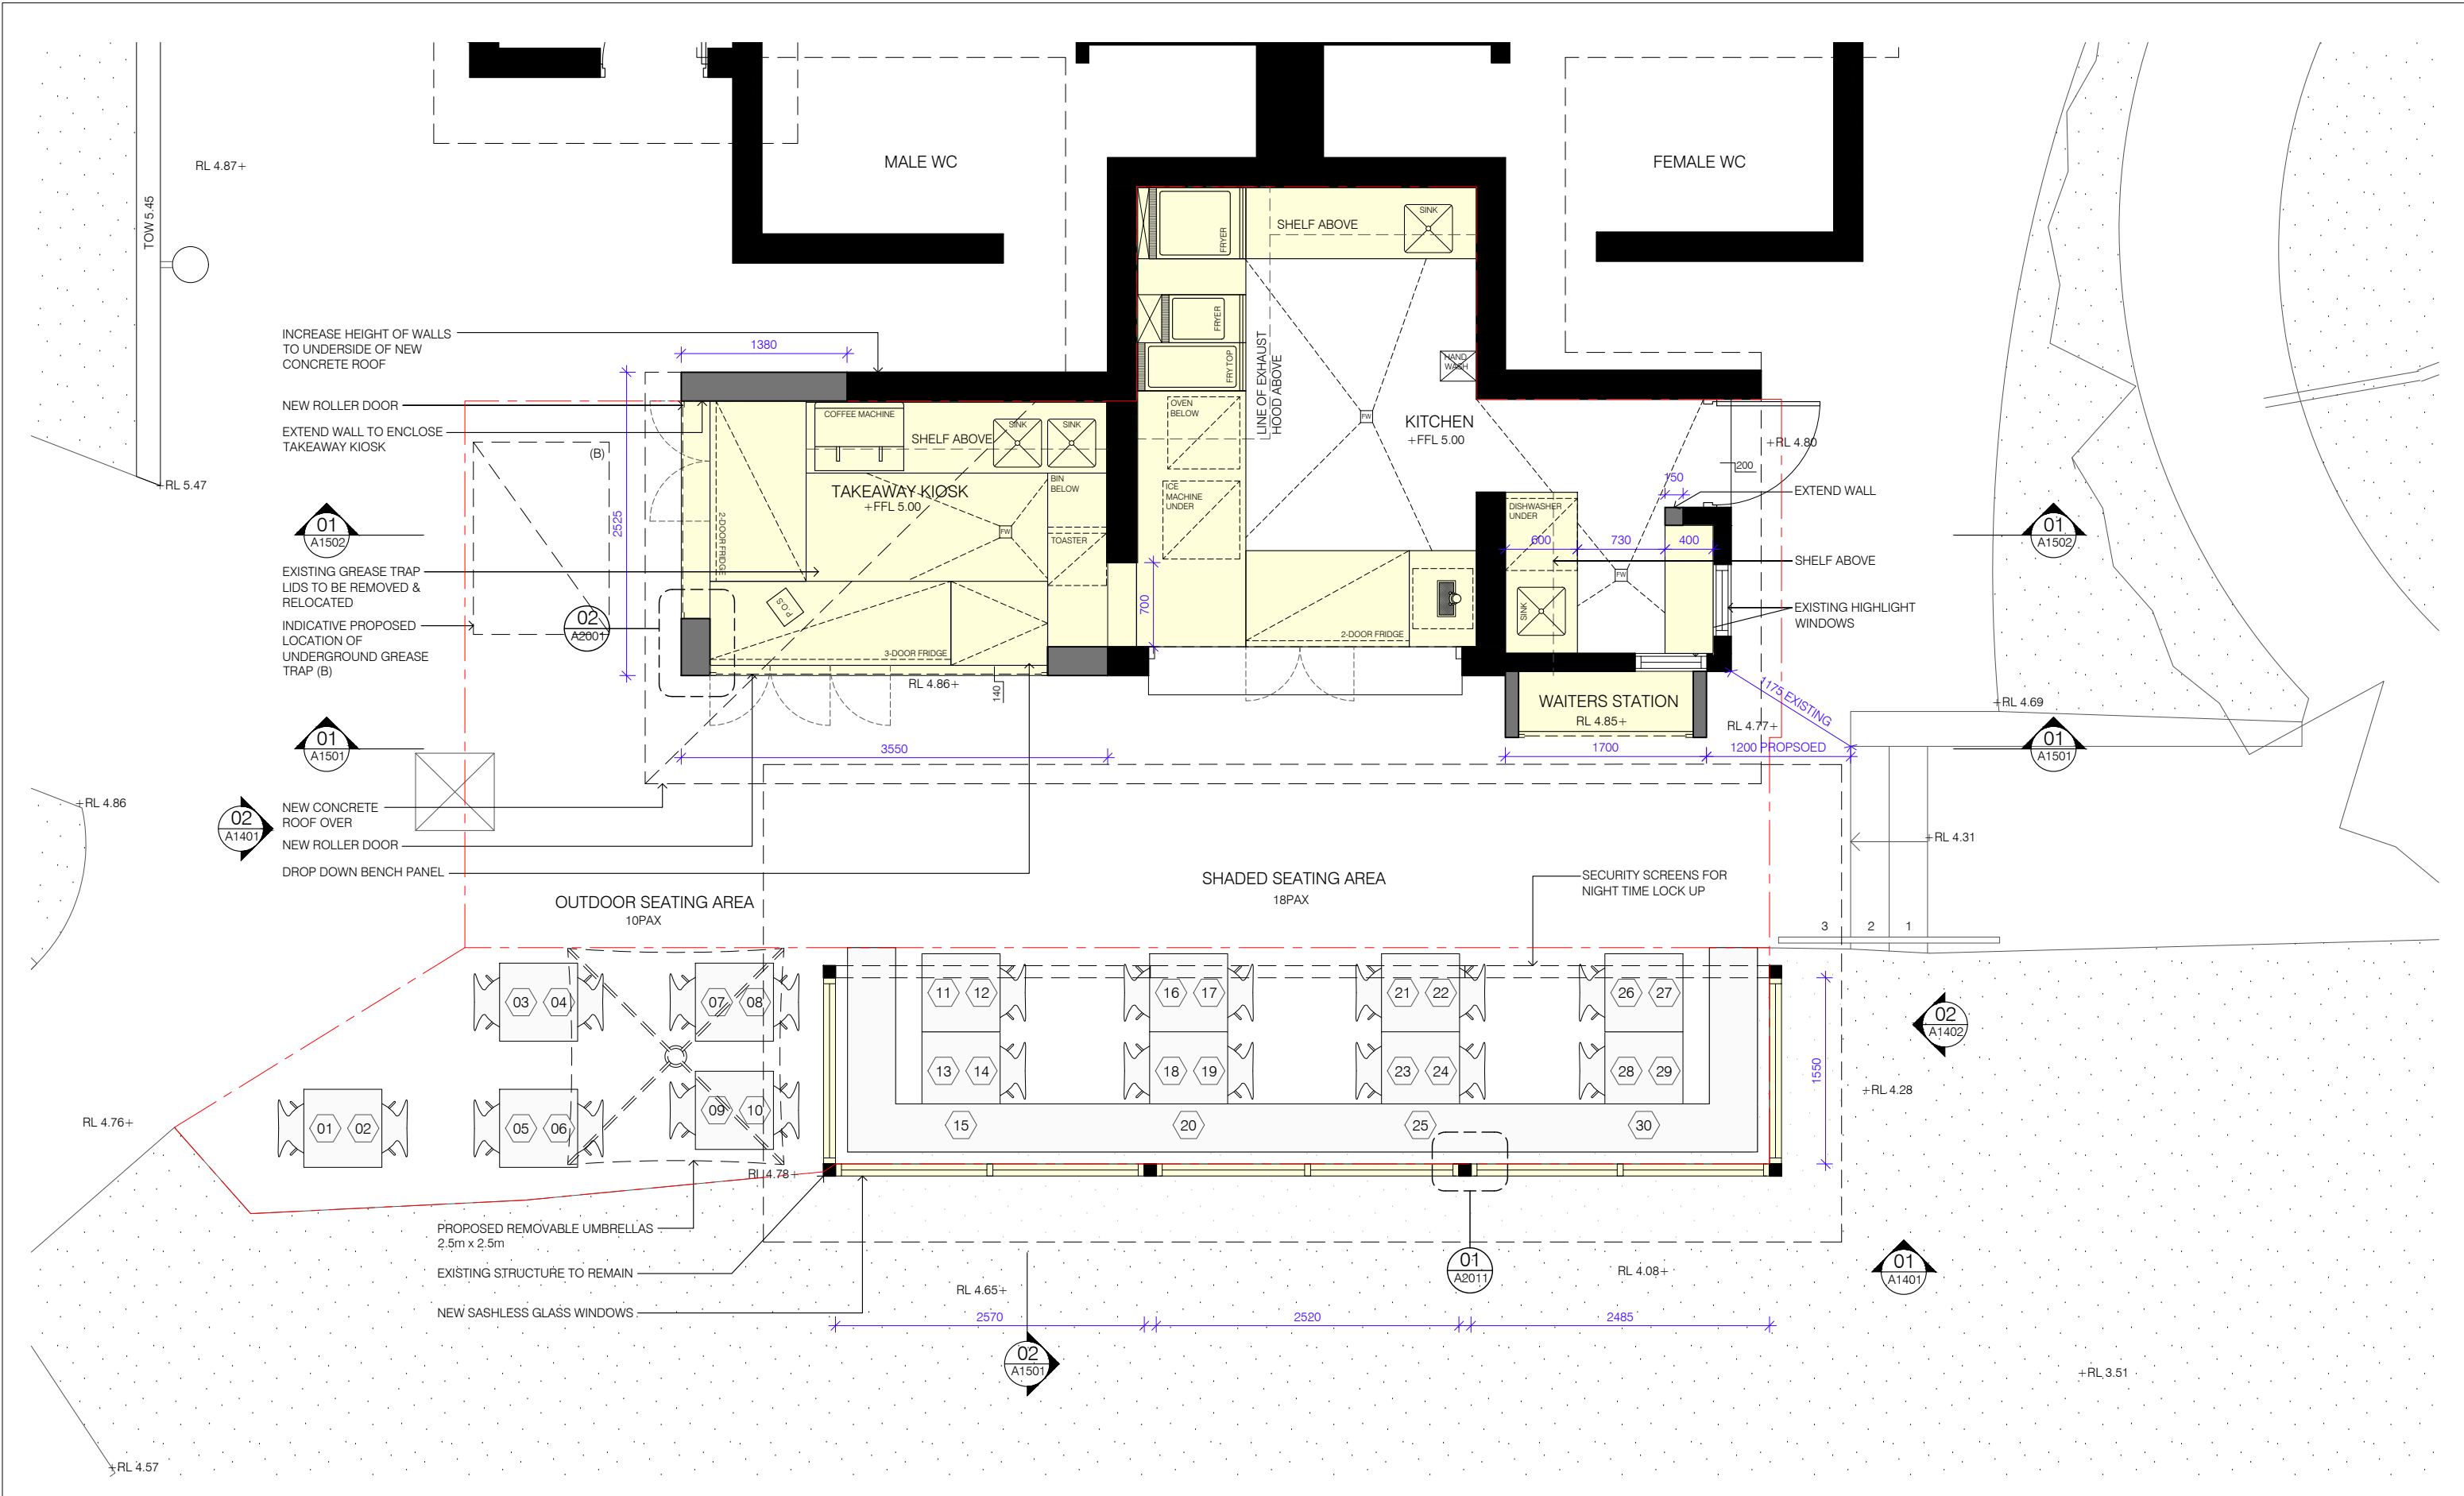 RL 4.87+
TOW 5.45
+RL 5.47
MALE WC
FEMALE WC
INCREASE HEIGHT OF WALLS
TO UNDERSIDE OF NEW
CONCRETE ROOF
NEW ROLLER DOOR
EXTEND WALL TO ENCLOSE
TAKEAWAY KIOSK
(B)
01
A1502
EXISTING GREASE TRAP
LIDS TO BE REMOVED &
RELOCATED
INDICATIVE PROPOSED
LOCATION OF
UNDERGROUND GREASE
TRAP (B)
02
A2001
01
A1501
NEW CONCRETE
ROOF OVER
NEW ROLLER DOOR
DROP DOWN BENCH PANEL
02
A1401
+RL 4.86
1380
2525
COFFEE MACHINE
SHELF ABOVE
SINK
SINK
TAKEAWAY KIOSK
+FFL 5.00
BIN
BELOW
FW
TOASTER
2-DOOR FRIDGE
P.O.S
3-DOOR FRIDGE
RL 4.86+
140
3550
700
FRYER
FRYER
FRY TOP
SHELF ABOVE
SINK
LINE OF EXHAUST
HOOD ABOVE
OVEN
BELOW
ICE
MACHINE
UNDER
HAND
WASH
FW
KITCHEN
+FFL 5.00
2-DOOR FRIDGE
DISHWASHER
UNDER
600
730
400
150
200
SINK
FW
+RL 4.80
EXTEND WALL
SHELF ABOVE
EXISTING HIGHLIGHT
WINDOWS
WAITERS STATION
RL 4.85+
RL 4.77+
1175 EXISTING
1700
1200 PROPSOED
01
A1502
+RL 4.69
01
A1501
+RL 4.31
3
2
1
OUTDOOR SEATING AREA
10PAX
SHADED SEATING AREA
18PAX
SECURITY SCREENS FOR
NIGHT TIME LOCK UP
03
04
07
08
11
12
16
17
21
22
26
27
13
14
18
19
23
24
28
29
01
02
05
06
09
10
15
20
25
30
1550
02
A1402
+RL 4.28
RL 4.76+
RL 4.78+
PROPOSED REMOVABLE UMBRELLAS
2.5m x 2.5m
EXISTING STRUCTURE TO REMAIN
NEW SASHLESS GLASS WINDOWS
RL 4.65+
01
A2011
RL 4.08+
01
A1401
2570
2520
2485
02
A1501
+RL 3.51
+RL 4.57